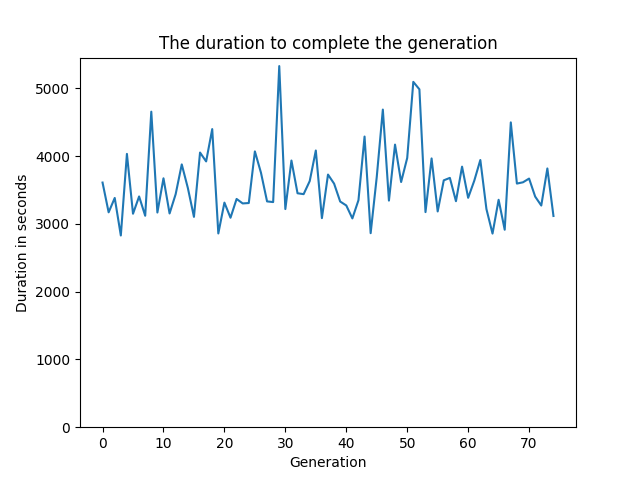 The duration to complete the generation
5000
4000
3000
2000
1000
0
Duration in seconds
0 10 20 30 40 50 60 70
Generation